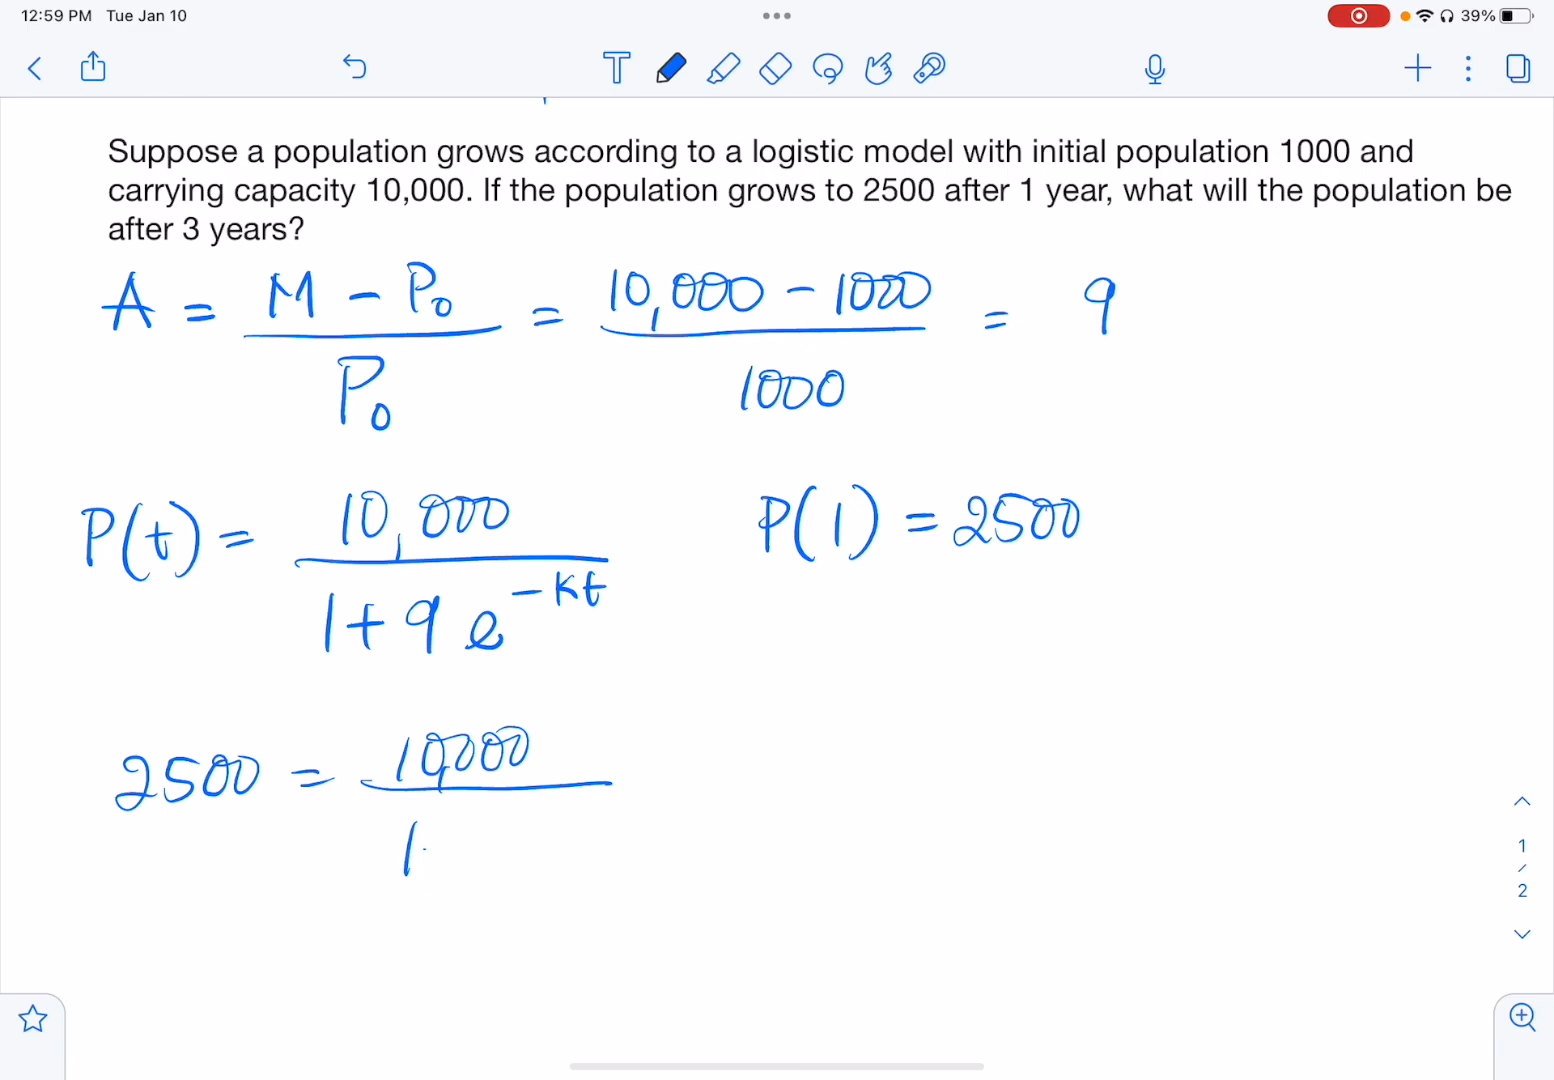 12:59 PM Tue Jan 10
39%
T
Suppose a population grows according to a logistic model with initial population 1000 and
carrying capacity 10,000. If the population grows to 2500 after 1 year, what will the population be
after 3 years?
A = M - P₀ / P₀ = 10,000 - 1000 / 1000 = 9
P(t) = 10,000 / 1 + 9 e^-kt
P(1) = 2500
2500 = 10,000 / 1
1 / 2